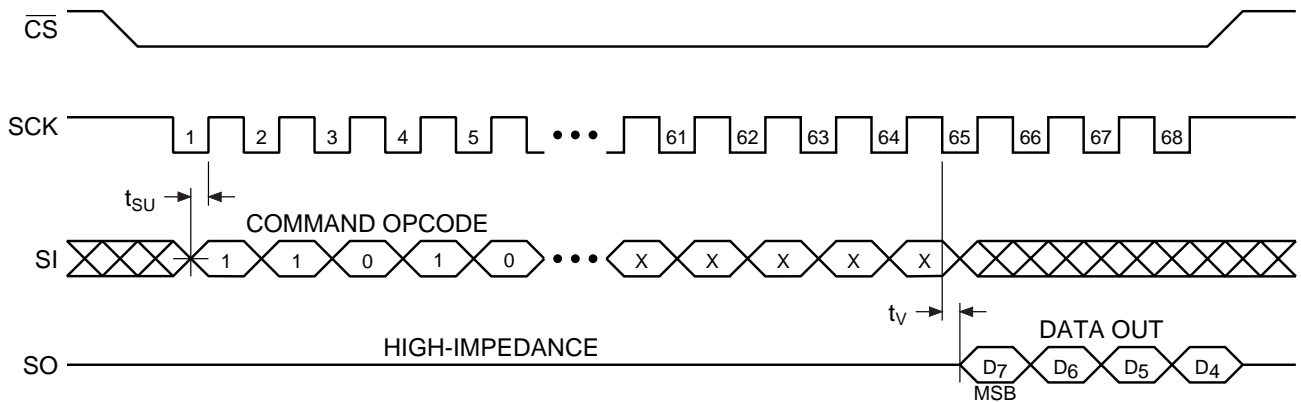 CS
SCK 1 2 3 4 5 ••• 61 62 63 64 65 66 67 68
tSU
COMMAND OPCODE
SI 1 1 0 1 0 ••• X X X X X
tV
DATA OUT
HIGH-IMPEDANCE
SO D7 D6 D5 D4
MSB